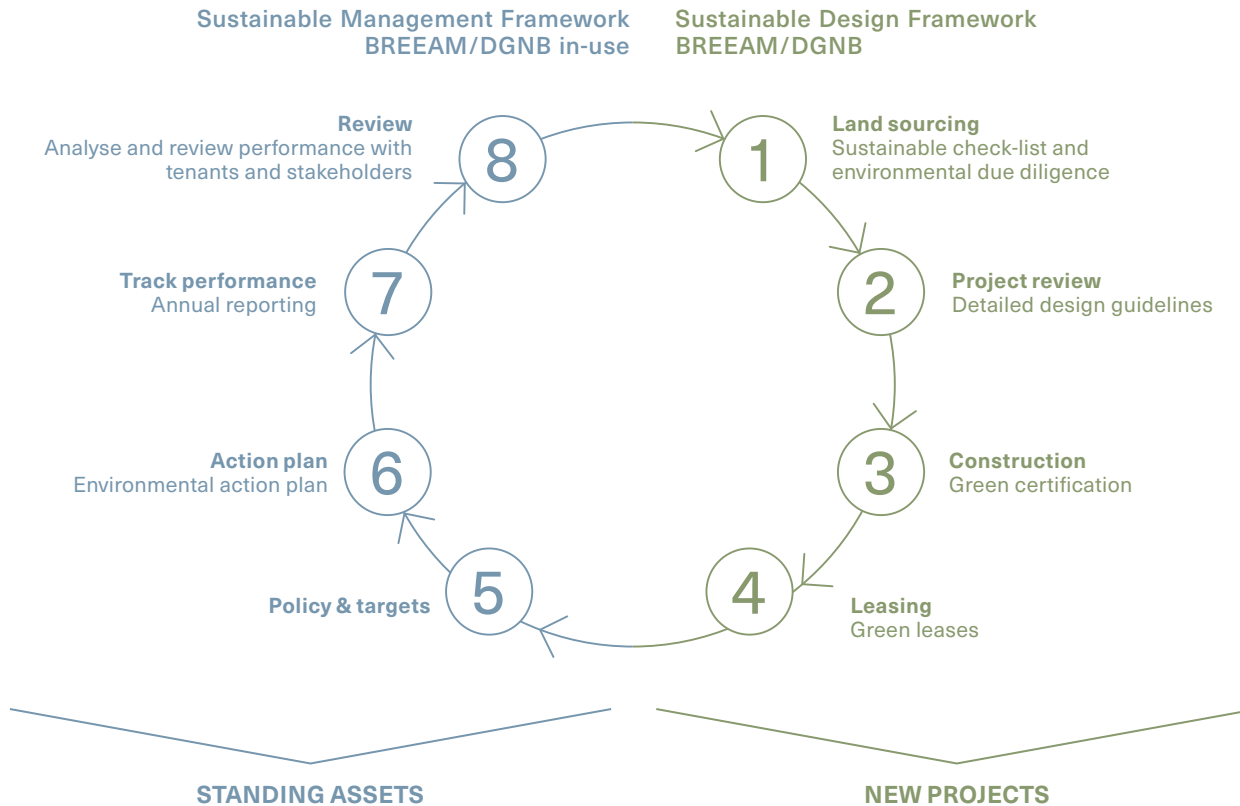 Sustainable Management Framework
BREEAM/DGNB in-use
Sustainable Design Framework
BREEAM/DGNB
1
Land sourcing
Sustainable check-list and
environmental due diligence
2
Project review
Detailed design guidelines
3
Construction
Green certification
4
Leasing
Green leases
5
Policy & targets
6
Action plan
Environmental action plan
7
Track performance
Annual reporting
8
Review
Analyse and review performance with
tenants and stakeholders
STANDING ASSETS
NEW PROJECTS